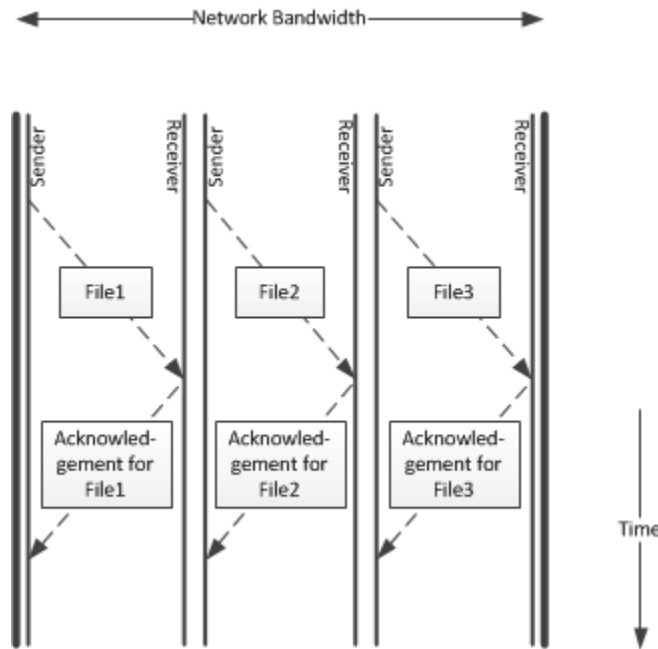 Network Bandwidth
Sender
Receiver
Sender
Receiver
Sender
Receiver
File1
File2
File3
Acknowled-
gement for
File1
Acknowled-
gement for
File2
Acknowled-
gement for
File3
Time